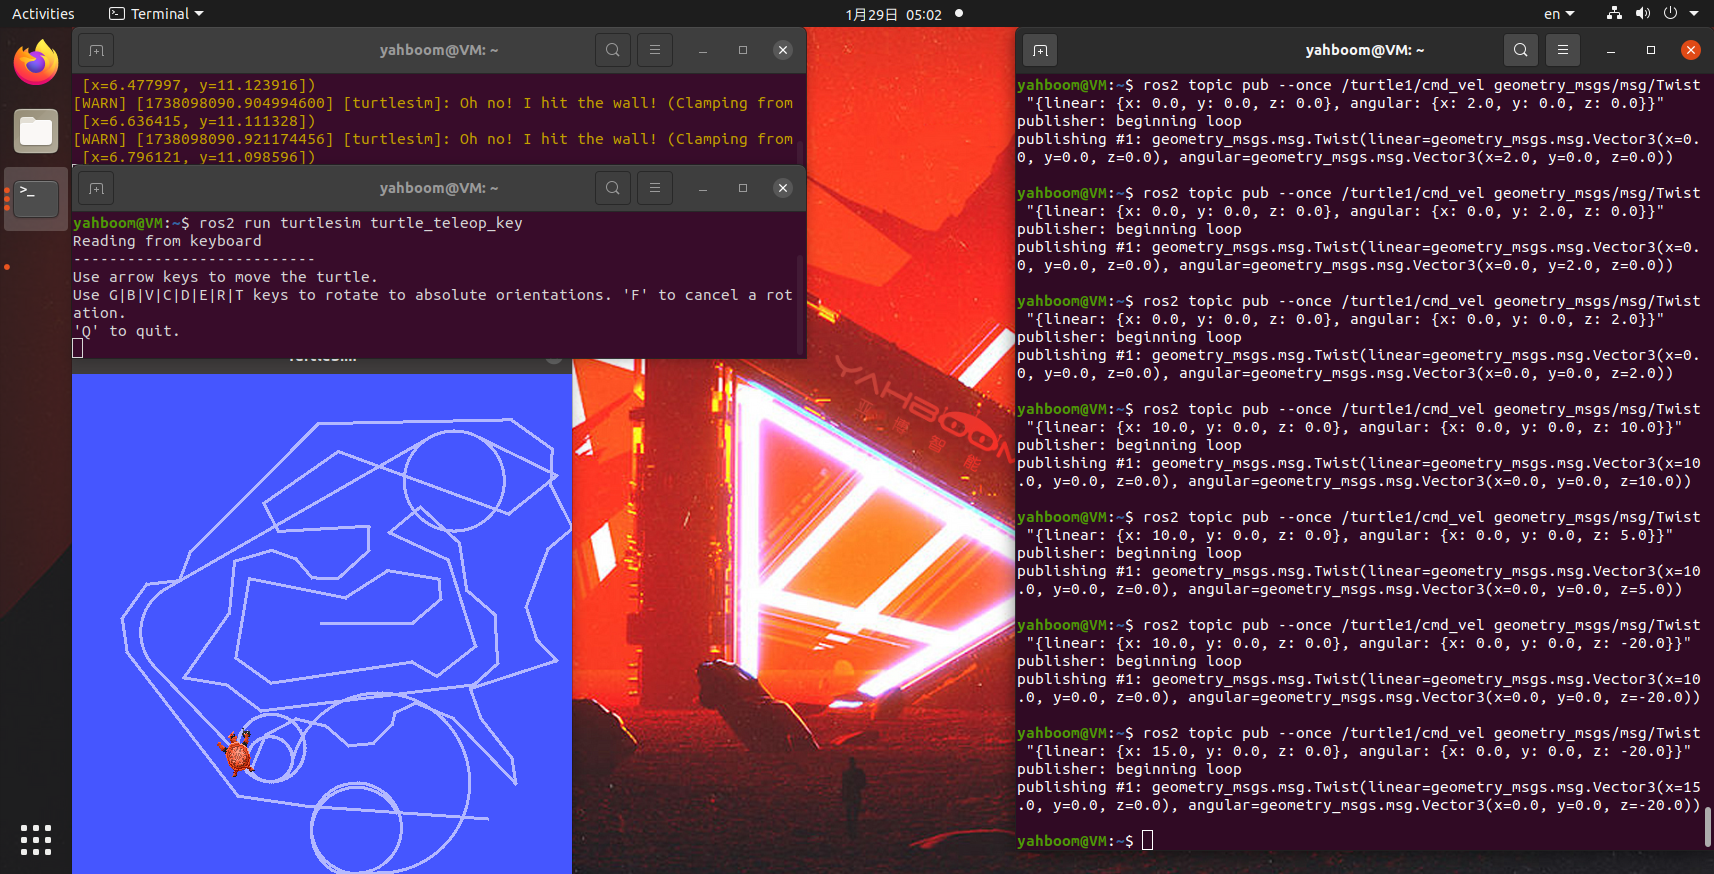 Activities
Terminal
1月29日 05:02
en
yahboom@VM: ~
[x=6.477997, y=11.123916])
[WARN] [1738098090.904994600] [turtlesim]: Oh no! I hit the wall! (Clamping from
[x=6.636415, y=11.111328])
[WARN] [1738098090.921174456] [turtlesim]: Oh no! I hit the wall! (Clamping from
[x=6.796121, y=11.098596])
yahboom@VM: ~
yahboom@VM:~$ ros2 run turtlesim turtle_teleop_key
Reading from keyboard
---------------------------
Use arrow keys to move the turtle.
Use G|B|V|C|D|E|R|T keys to rotate to absolute orientations. 'F' to cancel a rot
ation.
'Q' to quit.
TurtleSim
YAHBOOM
亚博智能
yahboom@VM: ~
yahboom@VM:~$ ros2 topic pub --once /turtle1/cmd_vel geometry_msgs/msg/Twist
"{linear: {x: 0.0, y: 0.0, z: 0.0}, angular: {x: 2.0, y: 0.0, z: 0.0}}"
publisher: beginning loop
publishing #1: geometry_msgs.msg.Twist(linear=geometry_msgs.msg.Vector3(x=0.
0, y=0.0, z=0.0), angular=geometry_msgs.msg.Vector3(x=2.0, y=0.0, z=0.0))
yahboom@VM:~$ ros2 topic pub --once /turtle1/cmd_vel geometry_msgs/msg/Twist
"{linear: {x: 0.0, y: 0.0, z: 0.0}, angular: {x: 0.0, y: 2.0, z: 0.0}}"
publisher: beginning loop
publishing #1: geometry_msgs.msg.Twist(linear=geometry_msgs.msg.Vector3(x=0.
0, y=0.0, z=0.0), angular=geometry_msgs.msg.Vector3(x=0.0, y=2.0, z=0.0))
yahboom@VM:~$ ros2 topic pub --once /turtle1/cmd_vel geometry_msgs/msg/Twist
"{linear: {x: 0.0, y: 0.0, z: 0.0}, angular: {x: 0.0, y: 0.0, z: 2.0}}"
publisher: beginning loop
publishing #1: geometry_msgs.msg.Twist(linear=geometry_msgs.msg.Vector3(x=0.
0, y=0.0, z=0.0), angular=geometry_msgs.msg.Vector3(x=0.0, y=0.0, z=2.0))
yahboom@VM:~$ ros2 topic pub --once /turtle1/cmd_vel geometry_msgs/msg/Twist
"{linear: {x: 10.0, y: 0.0, z: 0.0}, angular: {x: 0.0, y: 0.0, z: 10.0}}"
publisher: beginning loop
publishing #1: geometry_msgs.msg.Twist(linear=geometry_msgs.msg.Vector3(x=10
.0, y=0.0, z=0.0), angular=geometry_msgs.msg.Vector3(x=0.0, y=0.0, z=10.0))
yahboom@VM:~$ ros2 topic pub --once /turtle1/cmd_vel geometry_msgs/msg/Twist
"{linear: {x: 10.0, y: 0.0, z: 0.0}, angular: {x: 0.0, y: 0.0, z: 5.0}}"
publisher: beginning loop
publishing #1: geometry_msgs.msg.Twist(linear=geometry_msgs.msg.Vector3(x=10
.0, y=0.0, z=0.0), angular=geometry_msgs.msg.Vector3(x=0.0, y=0.0, z=5.0))
yahboom@VM:~$ ros2 topic pub --once /turtle1/cmd_vel geometry_msgs/msg/Twist
"{linear: {x: 10.0, y: 0.0, z: 0.0}, angular: {x: 0.0, y: 0.0, z: -20.0}}"
publisher: beginning loop
publishing #1: geometry_msgs.msg.Twist(linear=geometry_msgs.msg.Vector3(x=10
.0, y=0.0, z=0.0), angular=geometry_msgs.msg.Vector3(x=0.0, y=0.0, z=-20.0))
yahboom@VM:~$ ros2 topic pub --once /turtle1/cmd_vel geometry_msgs/msg/Twist
"{linear: {x: 15.0, y: 0.0, z: 0.0}, angular: {x: 0.0, y: 0.0, z: -20.0}}"
publisher: beginning loop
publishing #1: geometry_msgs.msg.Twist(linear=geometry_msgs.msg.Vector3(x=15
.0, y=0.0, z=0.0), angular=geometry_msgs.msg.Vector3(x=0.0, y=0.0, z=-20.0))
yahboom@VM:~$